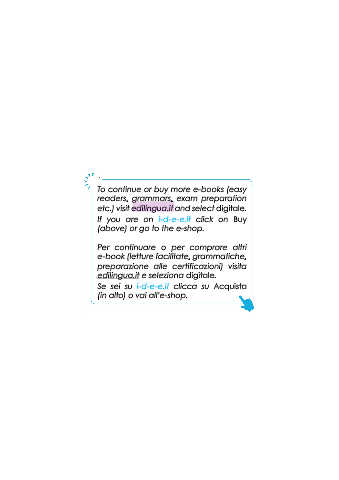 To continue or buy more e-books (easy
readers, grammars, exam preparation
etc.) visit edilingua.it and select digitale.
If you are on i-d-e-e.it click on Buy
(above) or go to the e-shop.
Per continuare o per comprare altri
e-book (letture facilitate, grammatiche,
preparazione alle certificazioni) visita
edilingua.it e seleziona digitale.
Se sei su i-d-e-e.it clicca su Acquista
(in alto) o vai all'e-shop.